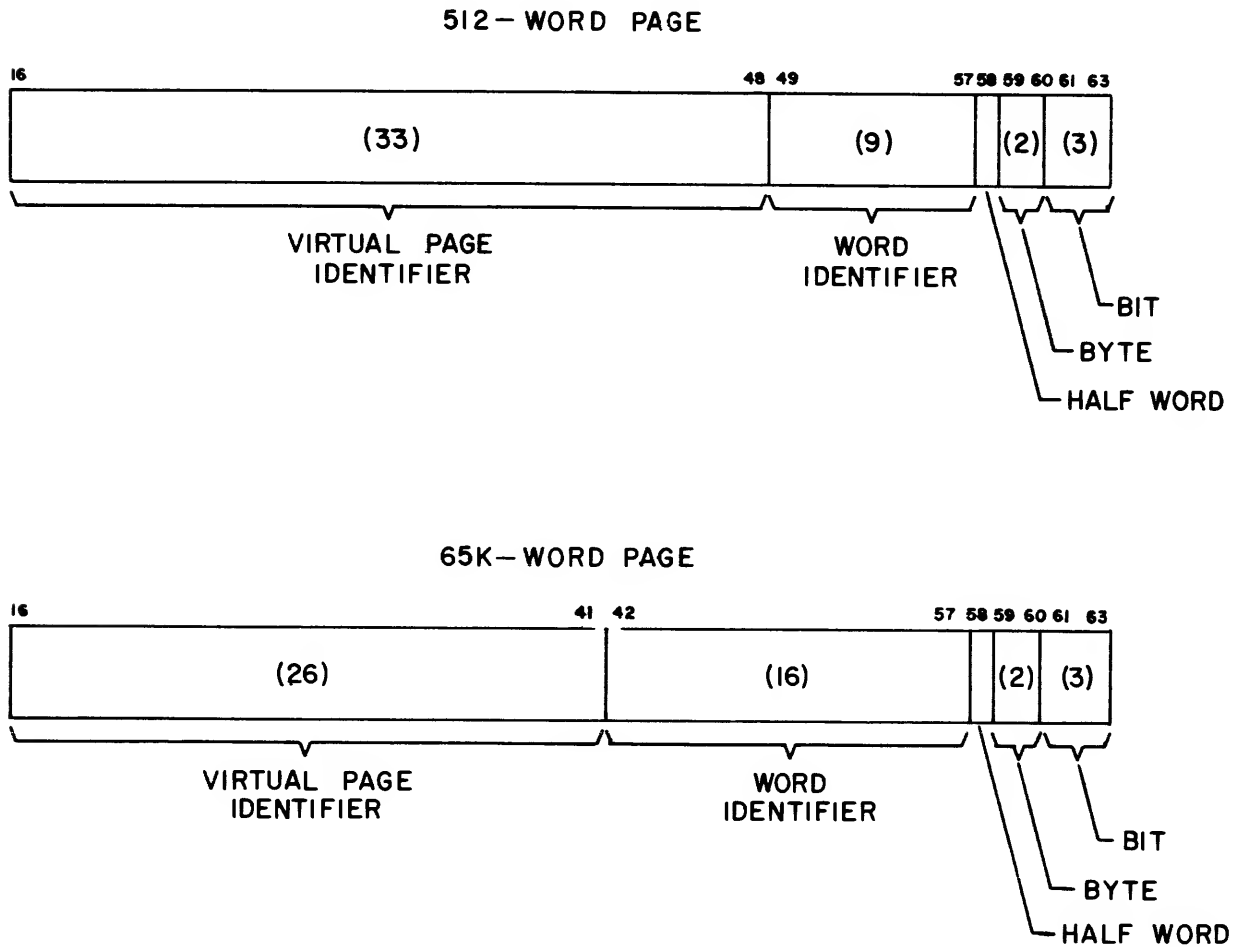 512-WORD PAGE
16 48 49 57 58 59 60 61 63
(33) (9) (2) (3)
VIRTUAL PAGE
IDENTIFIER
WORD
IDENTIFIER
BIT
BYTE
HALF WORD
65K-WORD PAGE
16 41 42 57 58 59 60 61 63
(26) (16) (2) (3)
VIRTUAL PAGE
IDENTIFIER
WORD
IDENTIFIER
BIT
BYTE
HALF WORD